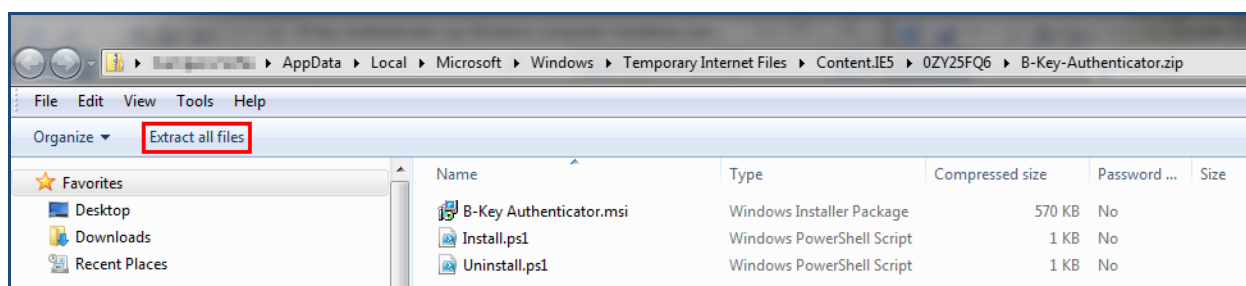 AppData Local Microsoft Windows Temporary Internet Files Content.IE5 0ZY25FQ6 B-Key-Authenticator.zip
File Edit View Tools Help
Organize Extract all files
Favorites
Desktop
Downloads
Recent Places
Name Type Compressed size Password ... Size
B-Key Authenticator.msi Windows Installer Package 570 KB No
Install.ps1 Windows PowerShell Script 1 KB No
Uninstall.ps1 Windows PowerShell Script 1 KB No